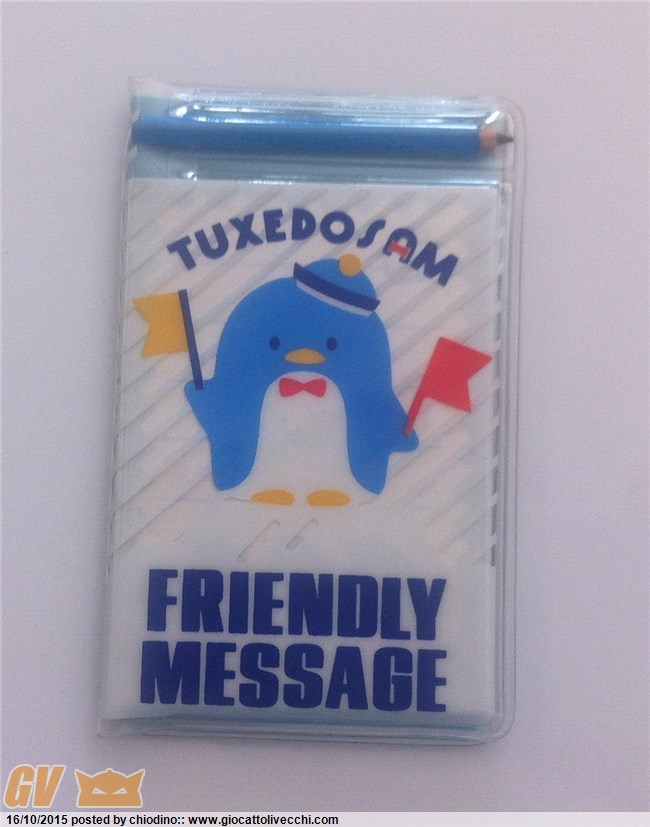 TUXEDOSAM
FRIENDLY
MESSAGE
GV
16/10/2015 posted by chiodino:: www.giocattolivecchi.com